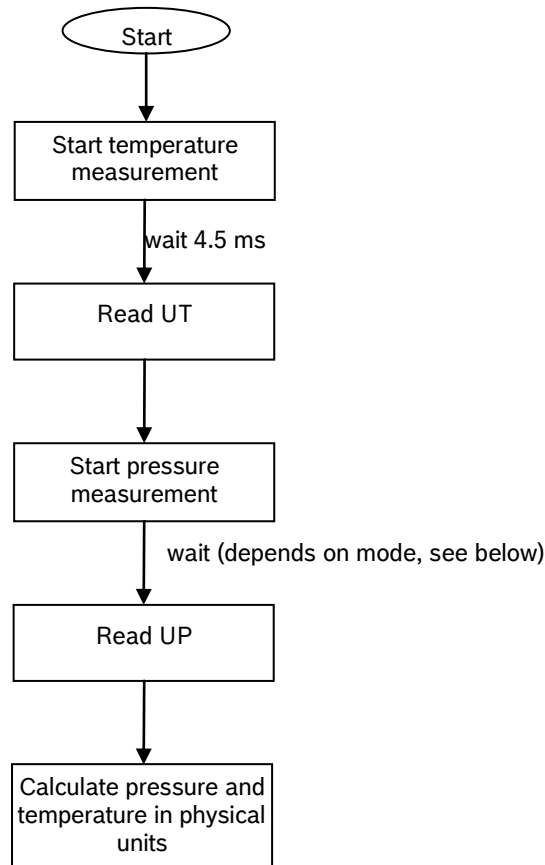 Start
Start temperature
measurement
wait 4.5 ms
Read UT
Start pressure
measurement
wait (depends on mode, see below)
Read UP
Calculate pressure and
temperature in physical
units